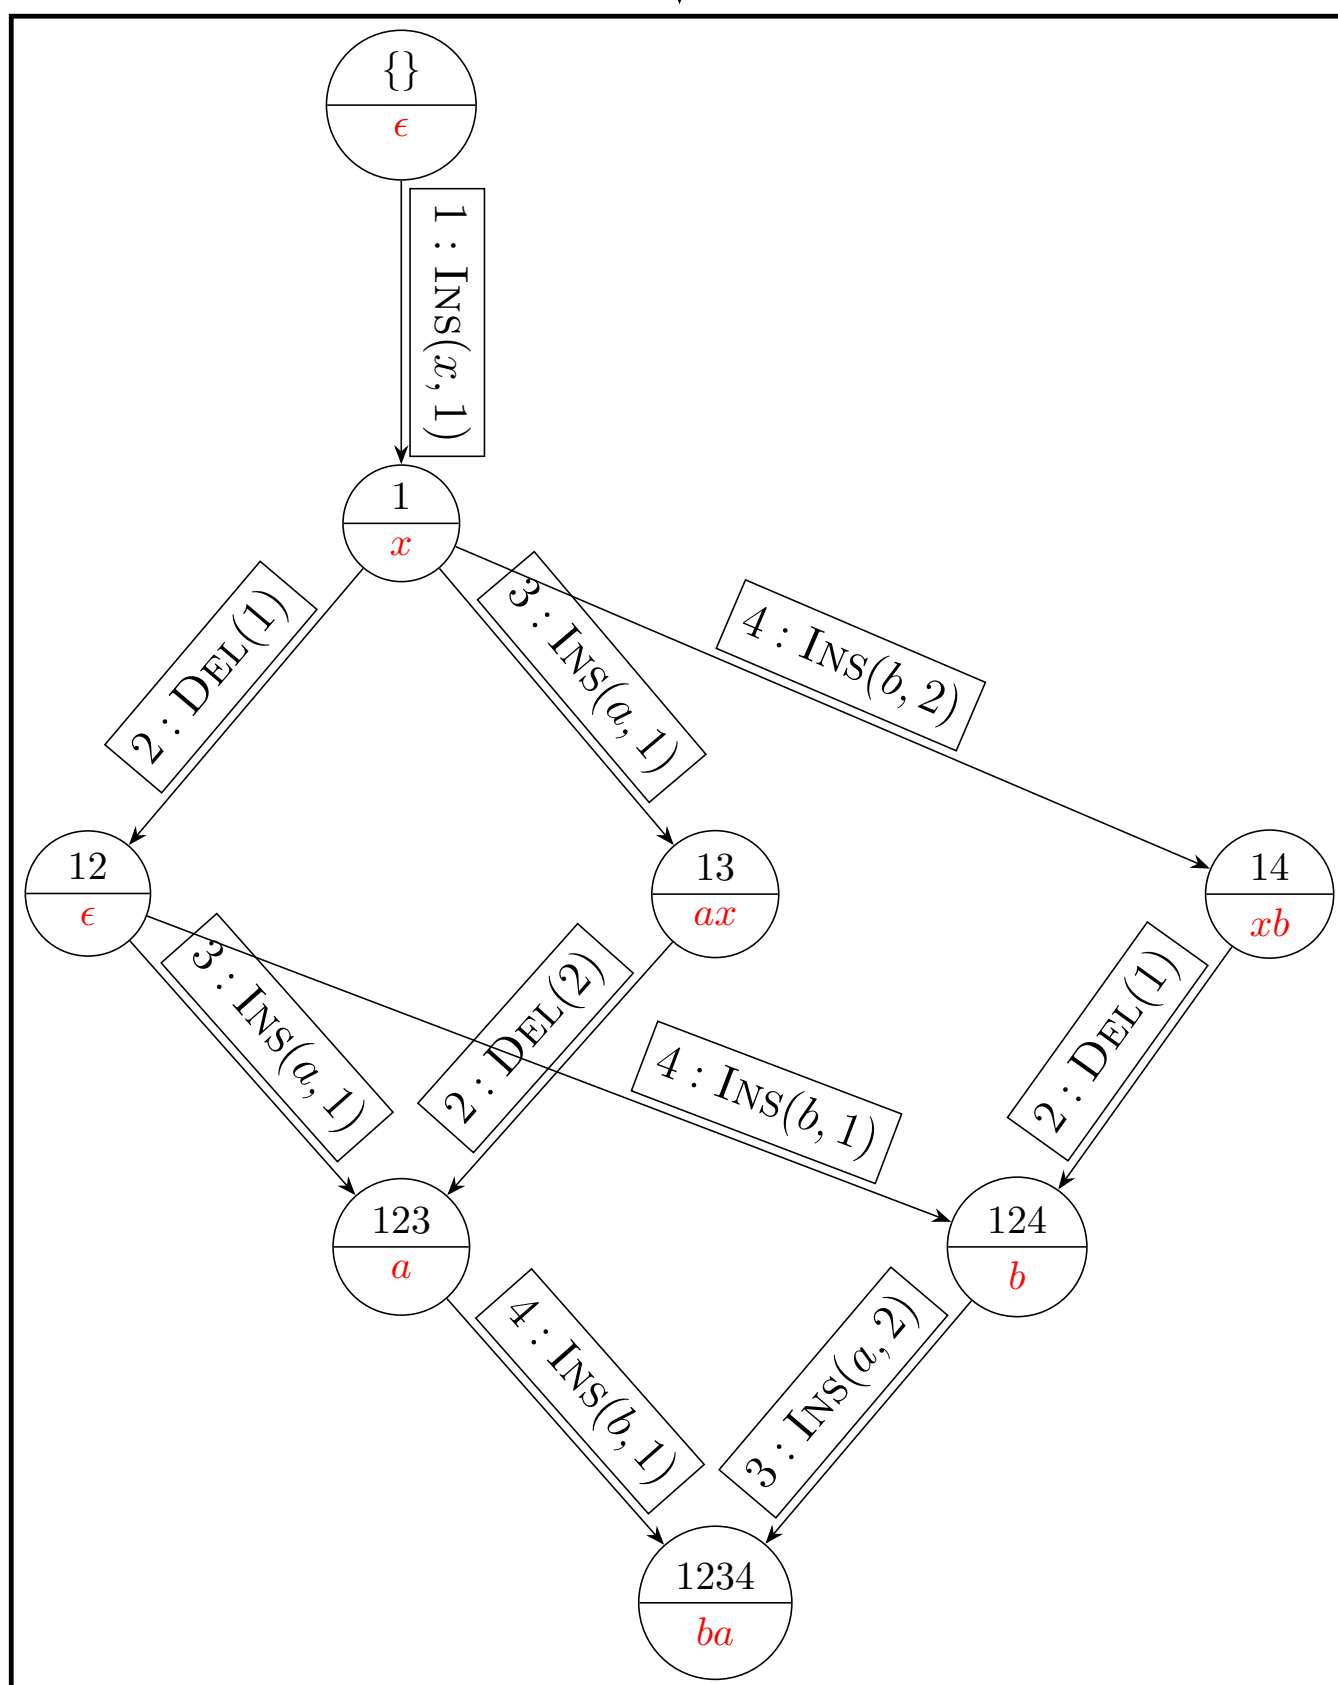 {}
ϵ
1 : INS(x, 1)
1
x
2 : DEL(1)
3 : INS(a, 1)
4 : INS(b, 2)
12
ϵ
13
ax
14
xb
3 : INS(a, 1)
2 : DEL(2)
4 : INS(b, 1)
2 : DEL(1)
123
a
124
b
4 : INS(b, 1)
3 : INS(a, 2)
1234
ba